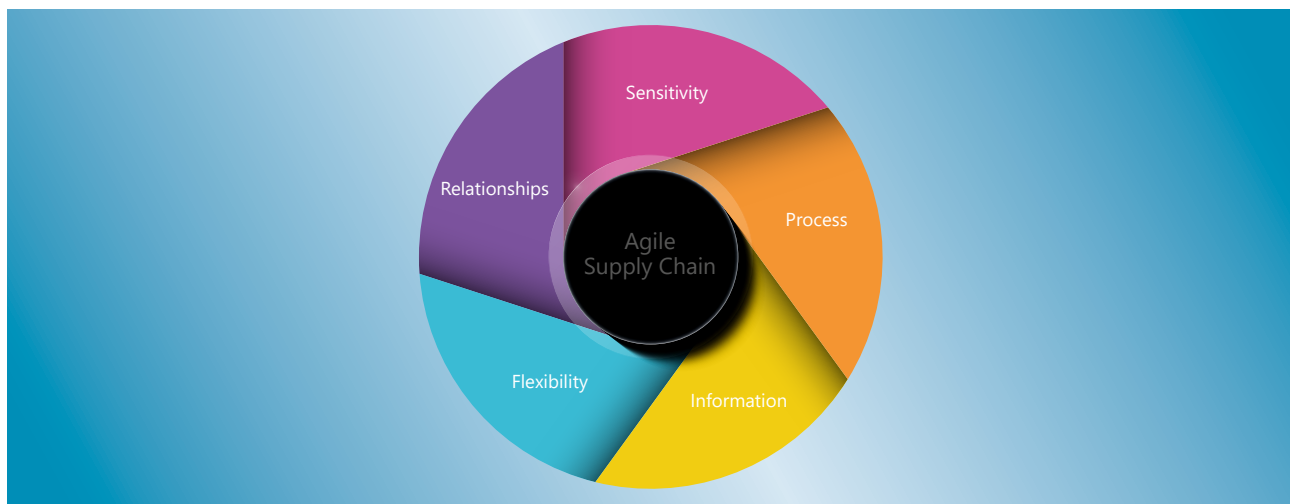 Sensitivity
Relationships
Process
Agile
Supply Chain
Flexibility
Information